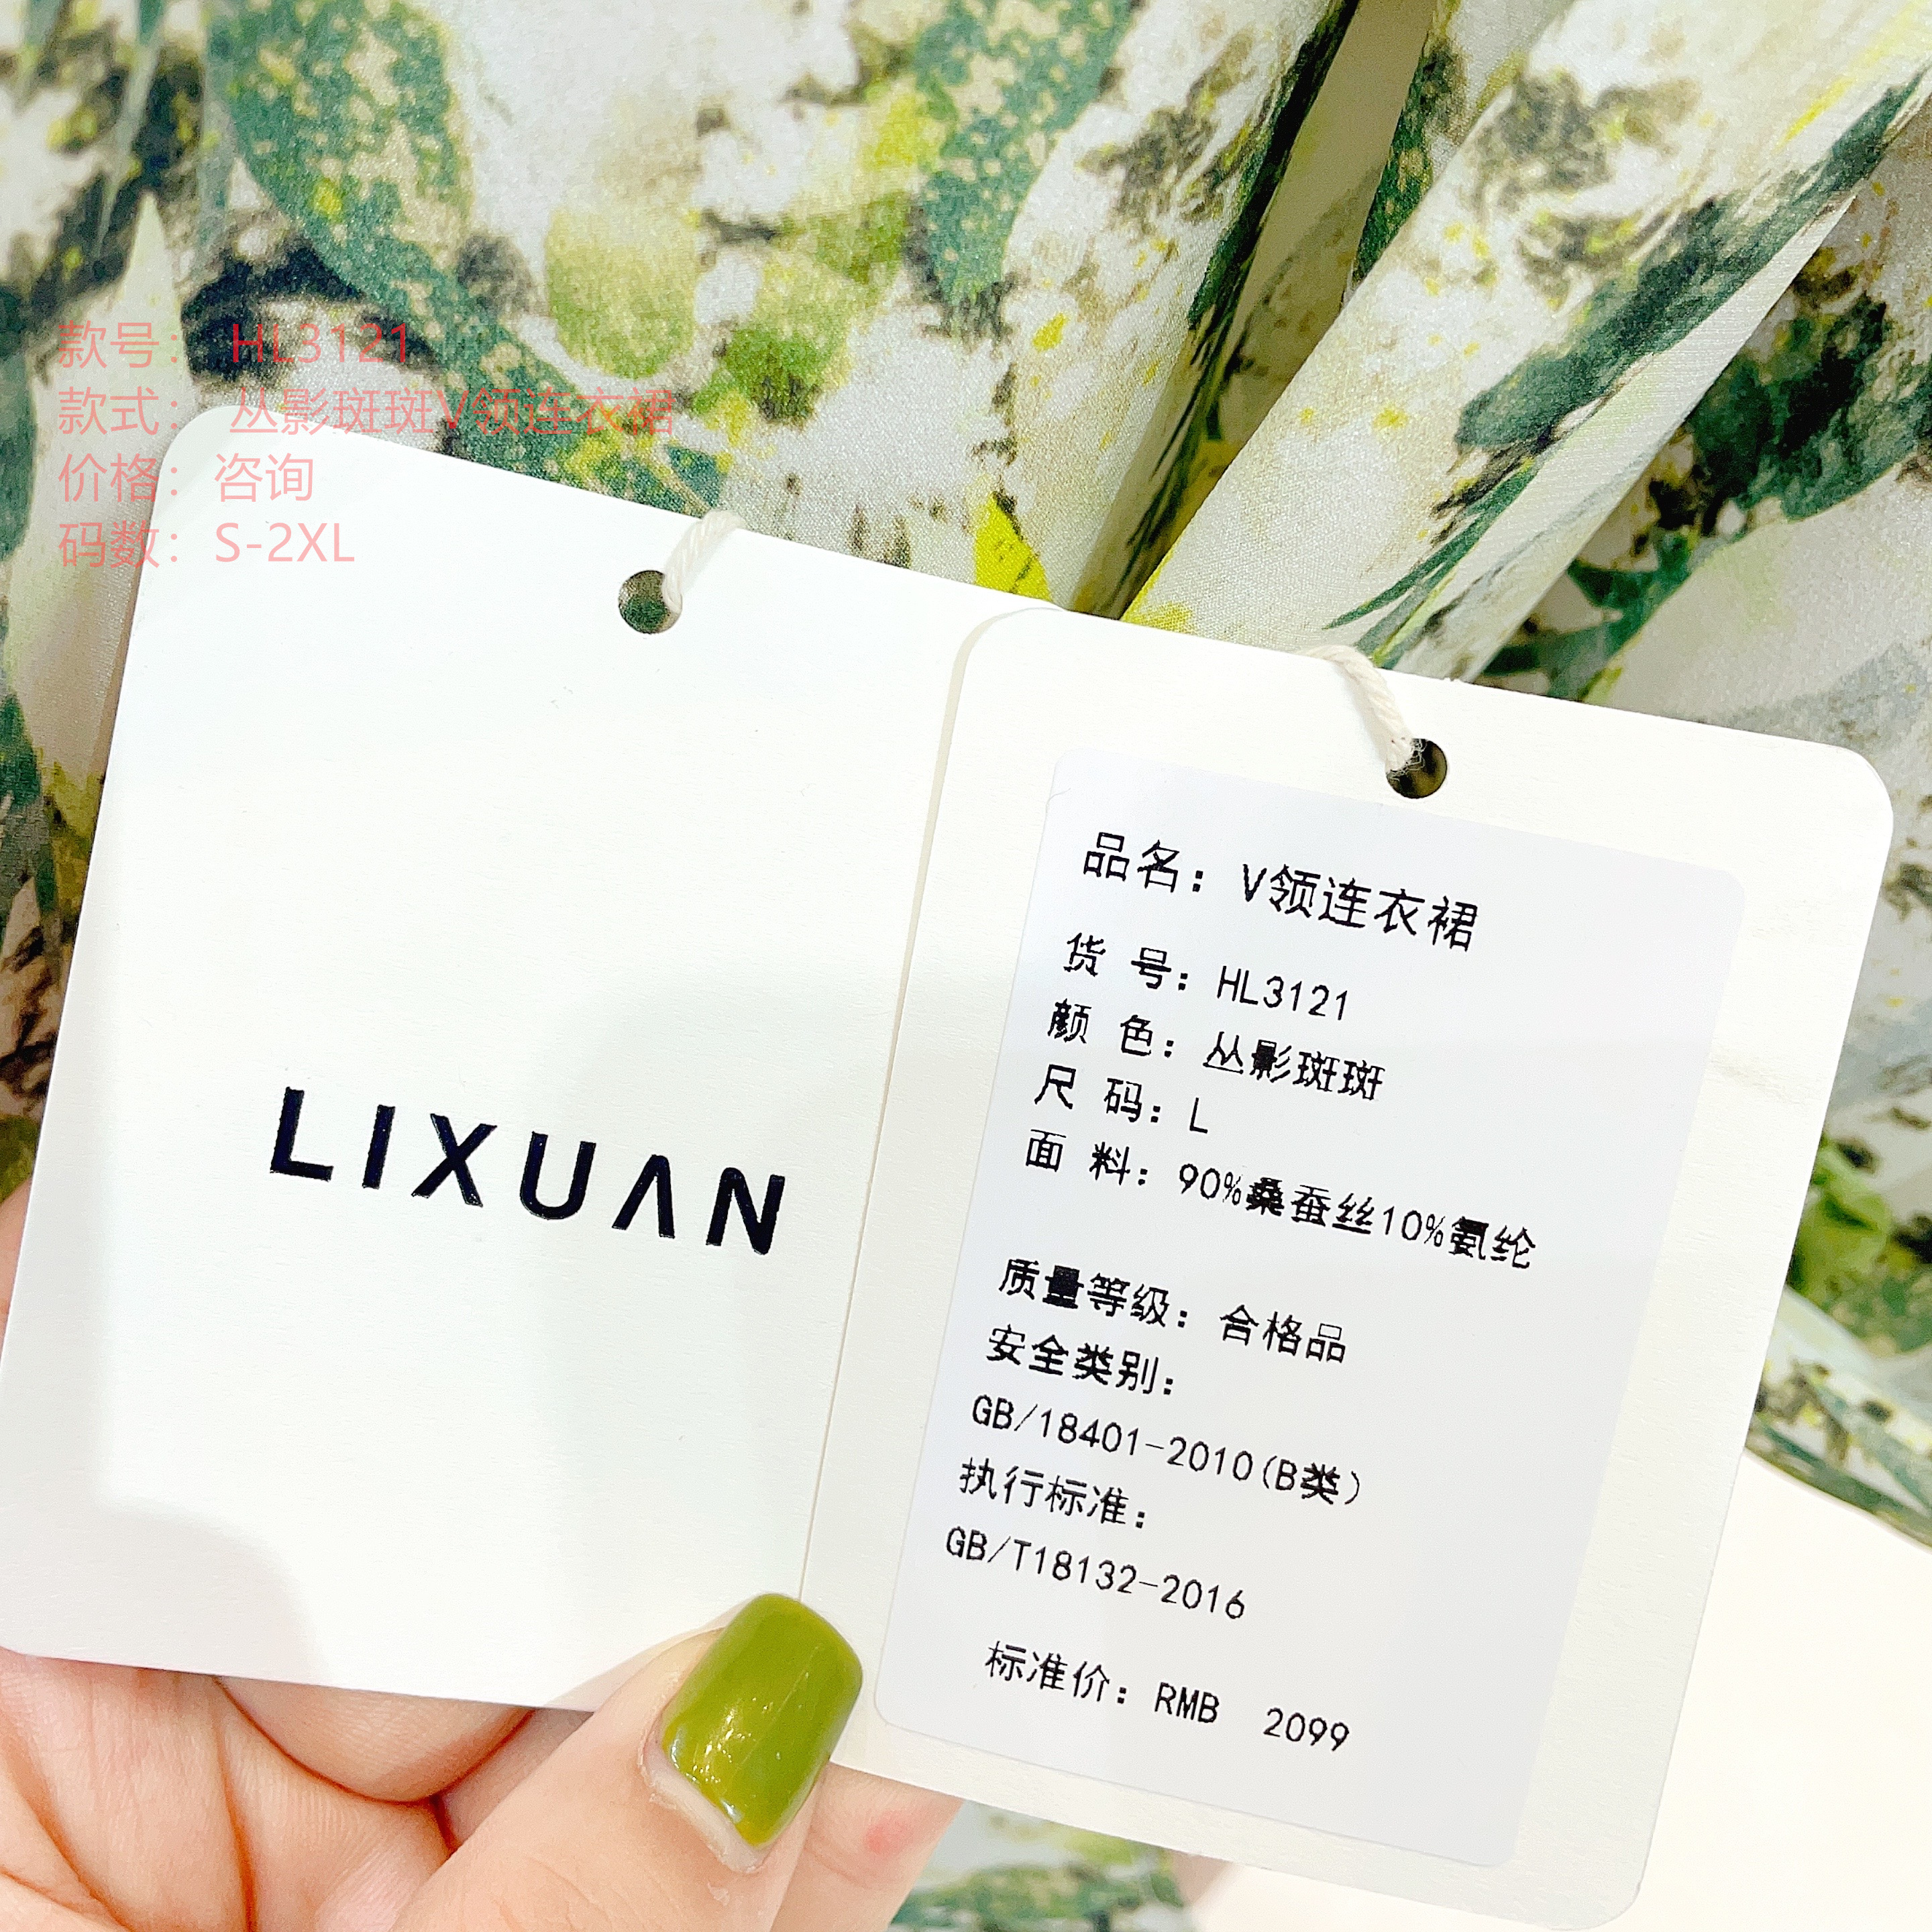 款号： HL3121
款式： 丛影斑斑V领连衣裙
价格：咨询
码数：S-2XL
LIXUAN
品名：V领连衣裙
货 号：HL3121
颜 色：丛影斑斑
尺 码：L
面 料：90%桑蚕丝10%氨纶
质量等级：合格品
安全类别：
GB/18401-2010(B类)
执行标准：
GB/T18132-2016
标准价：RMB 2099